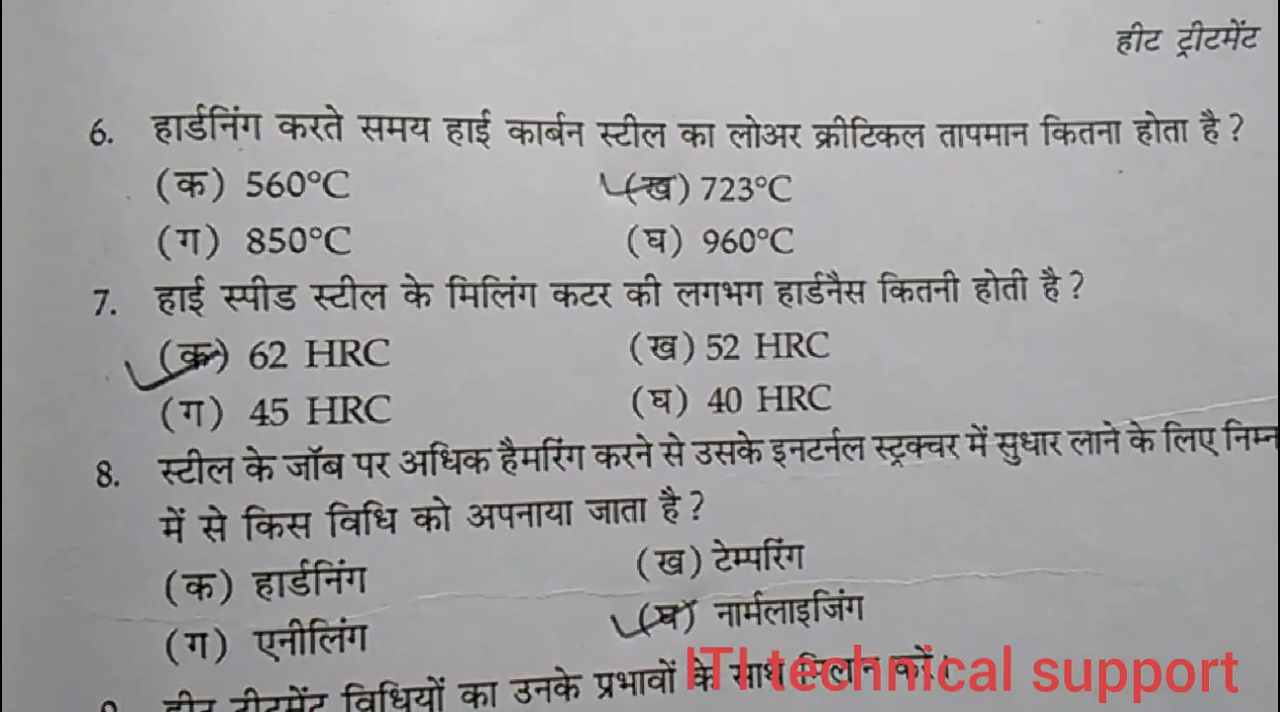 हीट ट्रीटमेंट
6. हार्डनिंग करते समय हाई कार्बन स्टील का लोअर क्रीटिकल तापमान कितना होता है ?
(क) 560°C (ख) 723°C
(ग) 850°C (घ) 960°C
7. हाई स्पीड स्टील के मिलिंग कटर की लगभग हार्डनैस कितनी होती है ?
(क) 62 HRC (ख) 52 HRC
(ग) 45 HRC (घ) 40 HRC
8. स्टील के जॉब पर अधिक हैमरिंग करने से उसके इनटर्नल स्ट्रक्चर में सुधार लाने के लिए निम्न
में से किस विधि को अपनाया जाता है ?
(क) हार्डनिंग (ख) टेम्परिंग
(ग) एनीलिंग (घ) नार्मलाइजिंग
हीट ट्रीटमेंट विधियों का उनके प्रभावों के साथ मिलान करें।
ITI technical support